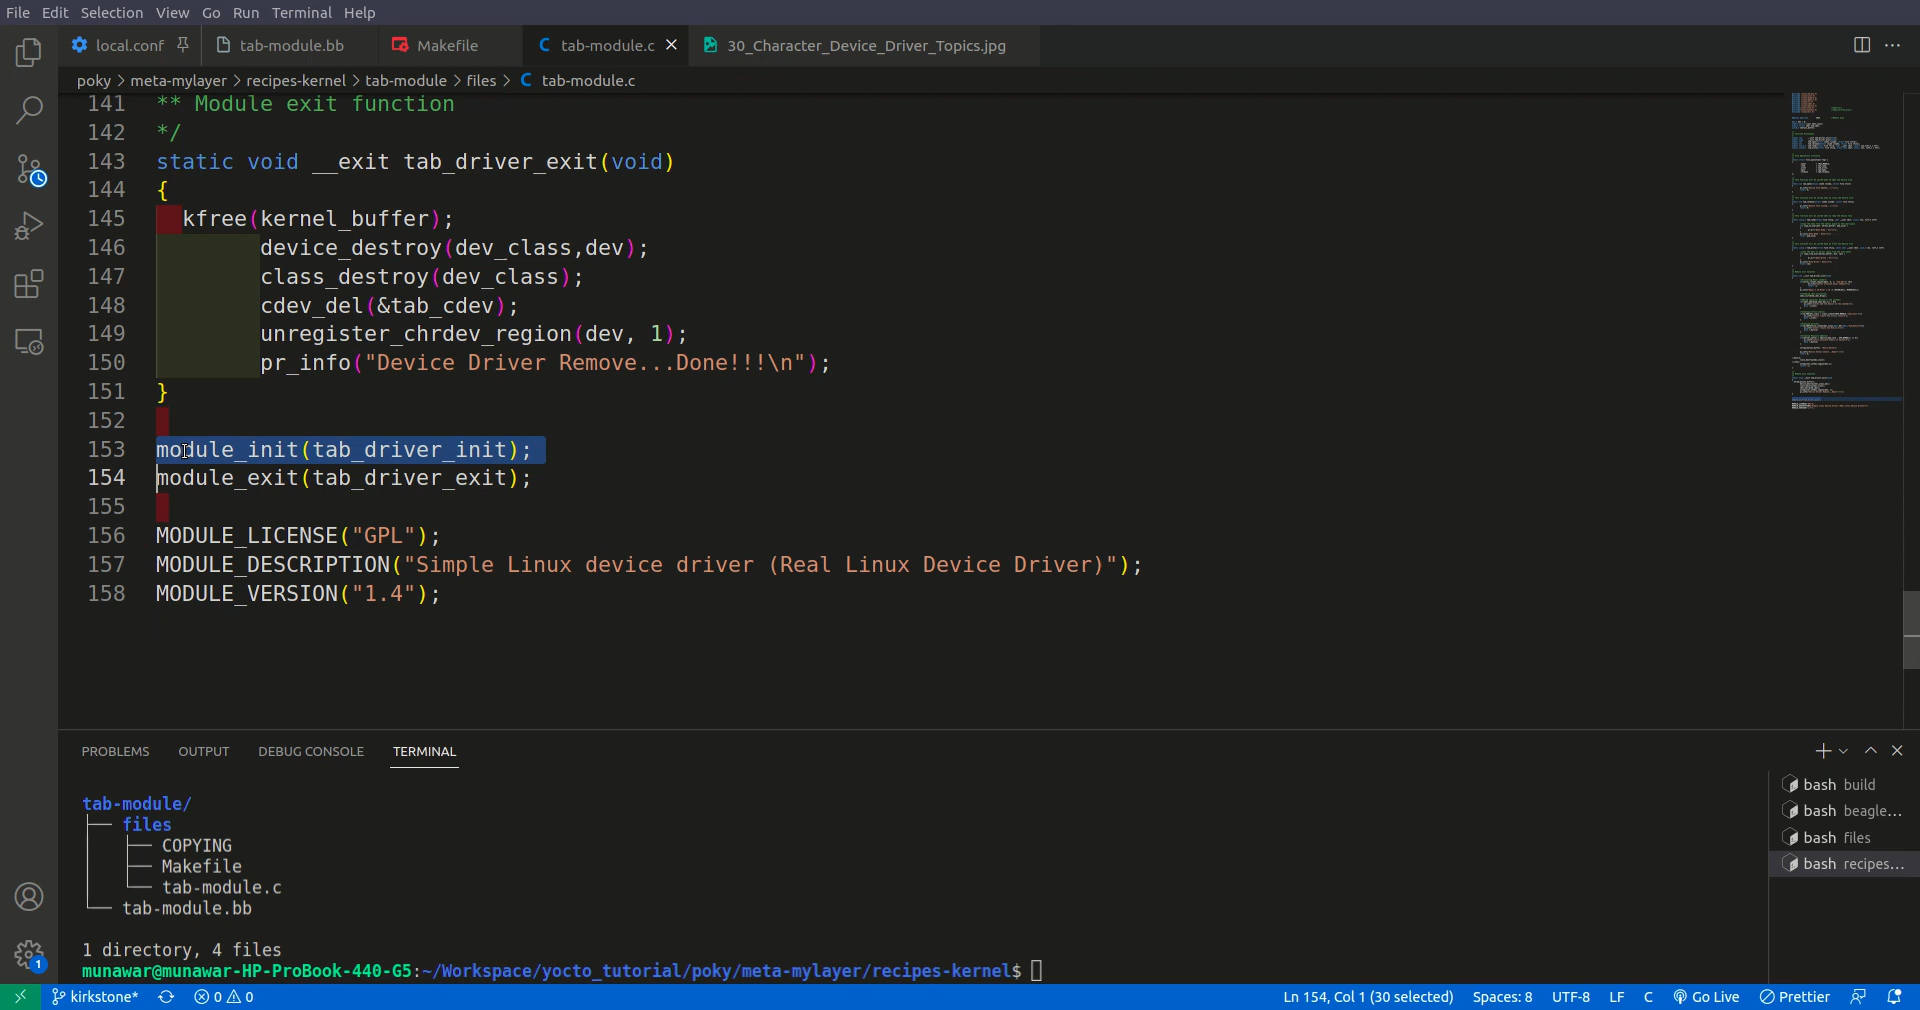 File Edit Selection View Go Run Terminal Help
local.conf tab-module.bb Makefile C tab-module.c 30_Character_Device_Driver_Topics.jpg
poky > meta-mylayer > recipes-kernel > tab-module > files > C tab-module.c
141 ** Module exit function
142 */
143 static void __exit tab_driver_exit(void)
144 {
145 kfree(kernel_buffer);
146 device_destroy(dev_class,dev);
147 class_destroy(dev_class);
148 cdev_del(&tab_cdev);
149 unregister_chrdev_region(dev, 1);
150 pr_info("Device Driver Remove...Done!!!\n");
151 }
152
153 module_init(tab_driver_init);
154 module_exit(tab_driver_exit);
155
156 MODULE_LICENSE("GPL");
157 MODULE_DESCRIPTION("Simple Linux device driver (Real Linux Device Driver)");
158 MODULE_VERSION("1.4");
PROBLEMS OUTPUT DEBUG CONSOLE TERMINAL
bash build
bash beagle...
bash files
bash recipes...
tab-module/
files
COPYING
Makefile
tab-module.c
tab-module.bb
1 directory, 4 files
munawar@munawar-HP-ProBook-440-G5:~/Workspace/yocto_tutorial/poky/meta-mylayer/recipes-kernel$
1
kirkstone* 0 0 Ln 154, Col 1 (30 selected) Spaces: 8 UTF-8 LF C Go Live Prettier